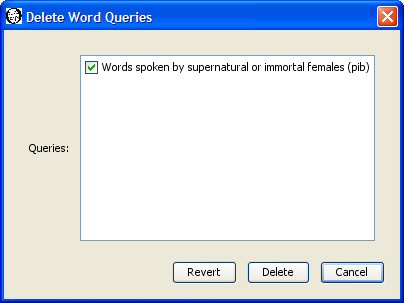 Delete Word Queries
Words spoken by supernatural or immortal females (pib)
Queries:
Revert Delete Cancel